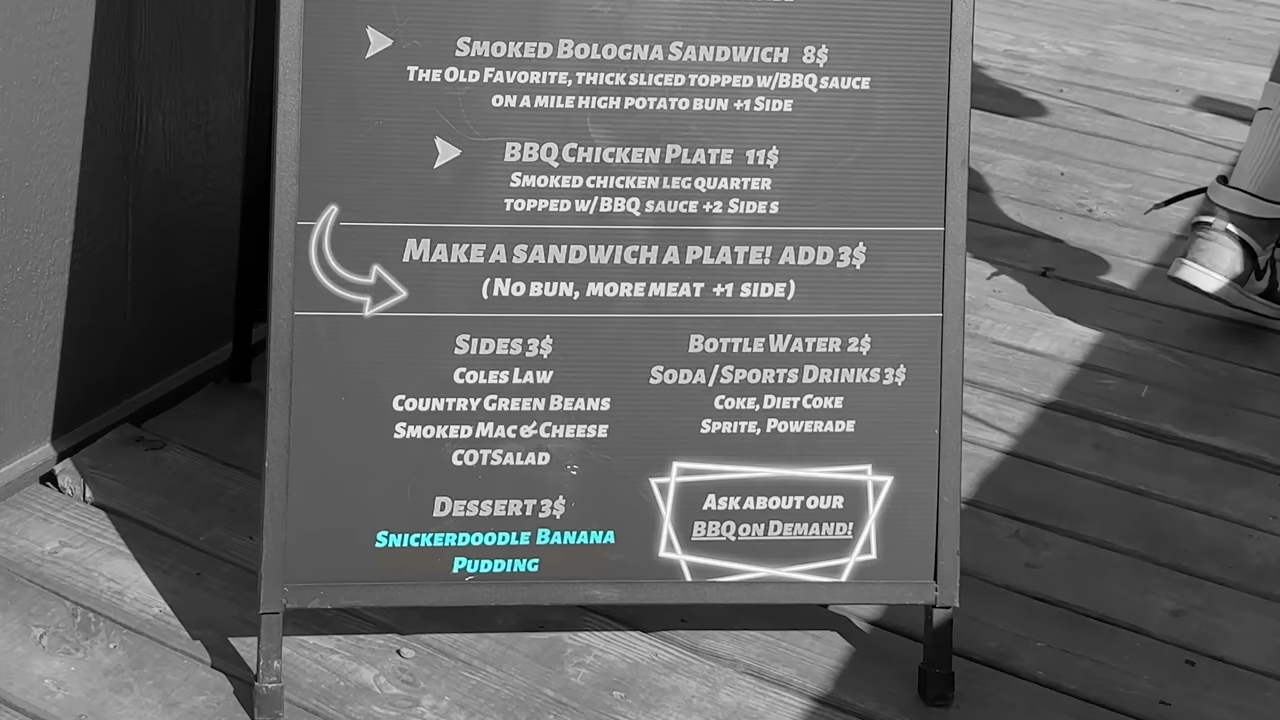 Smoked Bologna Sandwich 8$
The Old Favorite, thick sliced topped w/BBQ sauce
on a mile high potato bun +1 Side
BBQ Chicken Plate 11$
Smoked chicken leg quarter
topped w/BBQ sauce +2 Sides
Make a sandwich a plate! add 3$
(No bun, more meat +1 side)
Sides 3$
Coles Law
Country Green Beans
Smoked Mac & Cheese
COTSalad
Dessert 3$
Snickerdoodle Banana
Pudding
Bottle Water 2$
Soda/Sports Drinks 3$
Coke, Diet Coke
Sprite, Powerade
Ask about our
BBQ on Demand!